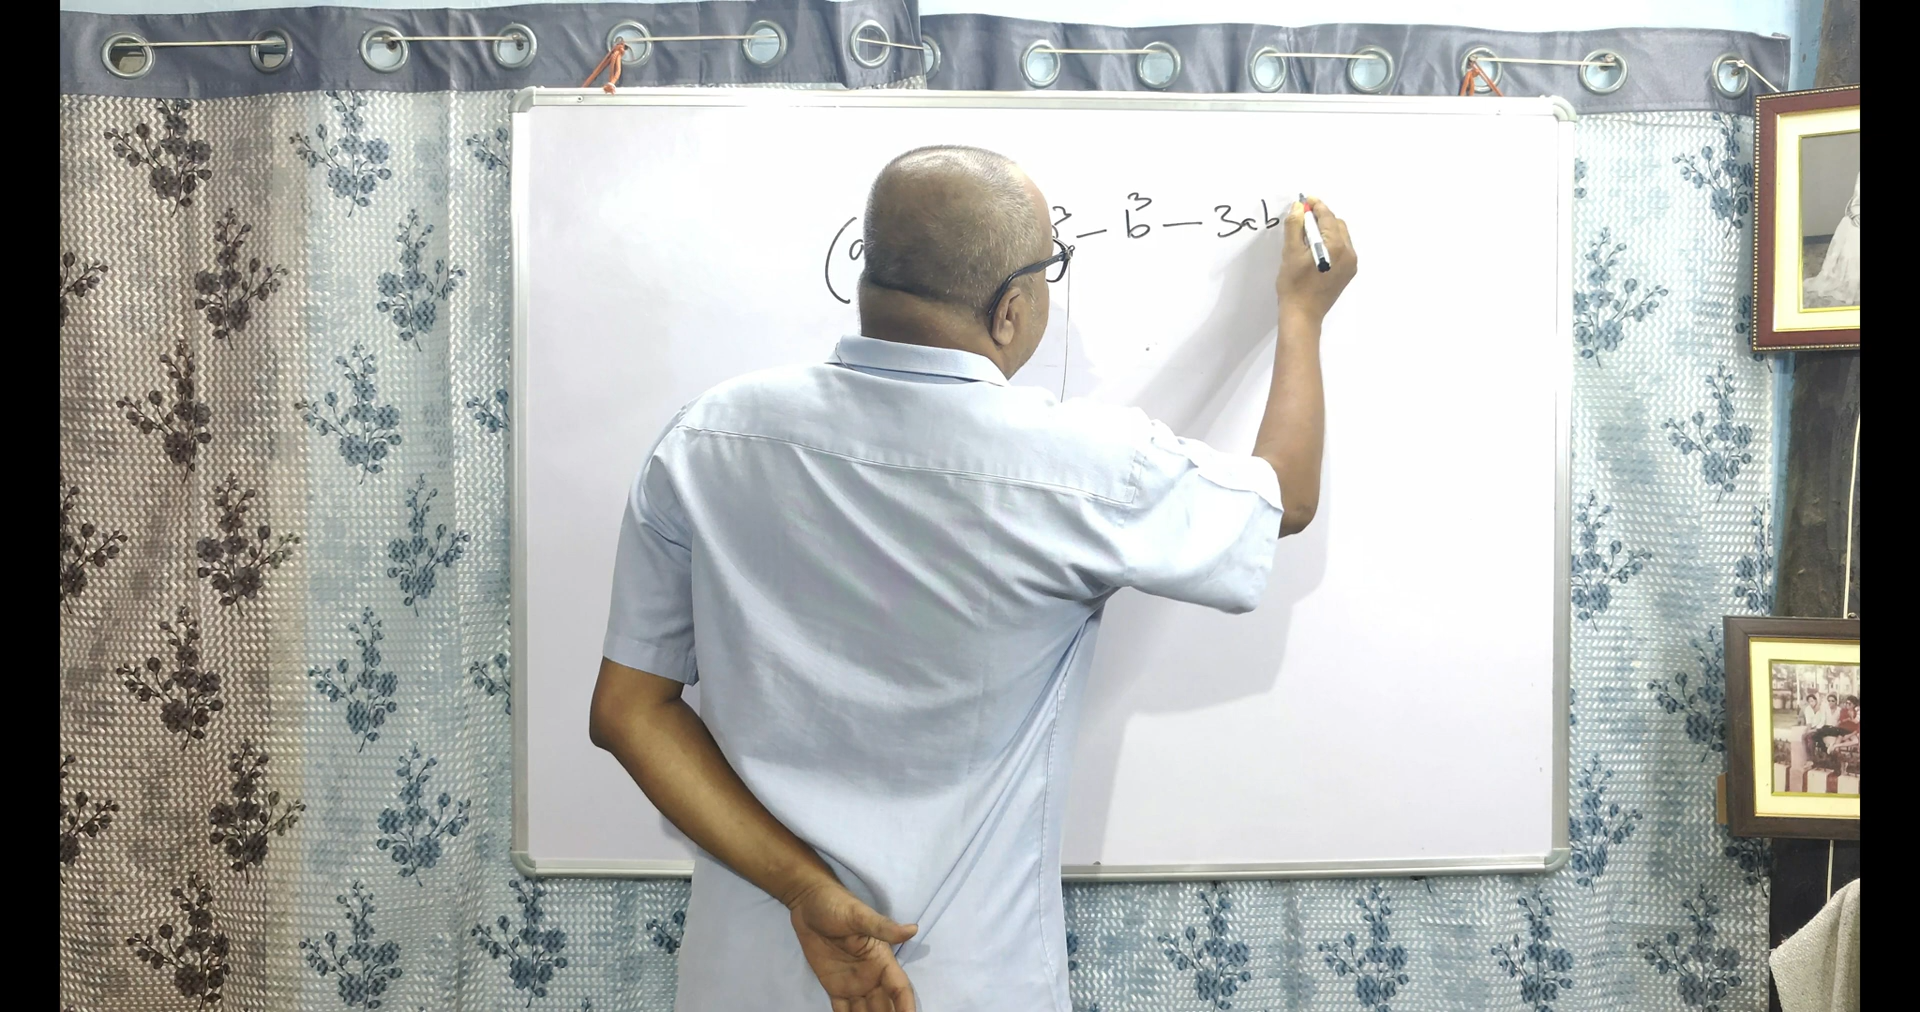 (a ³ - b³ - 3ab